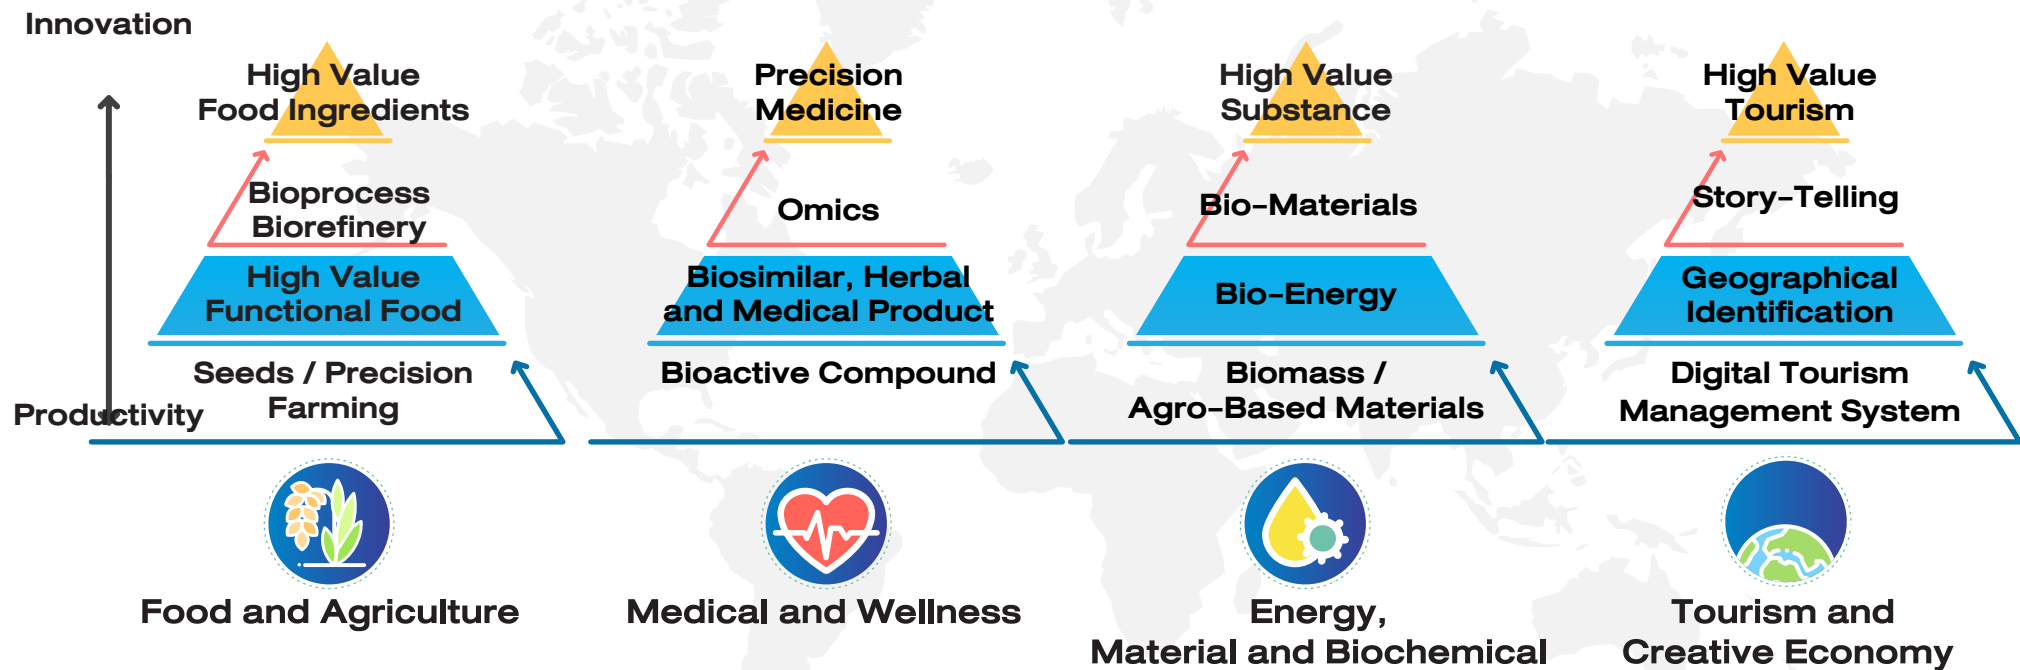 Innovation
Productivity
High Value
Food Ingredients
Bioprocess
Biorefinery
High Value
Functional Food
Seeds / Precision
Farming
Food and Agriculture
Precision
Medicine
Omics
Biosimilar, Herbal
and Medical Product
Bioactive Compound
Medical and Wellness
High Value
Substance
Bio-Materials
Bio-Energy
Biomass /
Agro-Based Materials
Energy,
Material and Biochemical
High Value
Tourism
Story-Telling
Geographical
Identification
Digital Tourism
Management System
Tourism and
Creative Economy